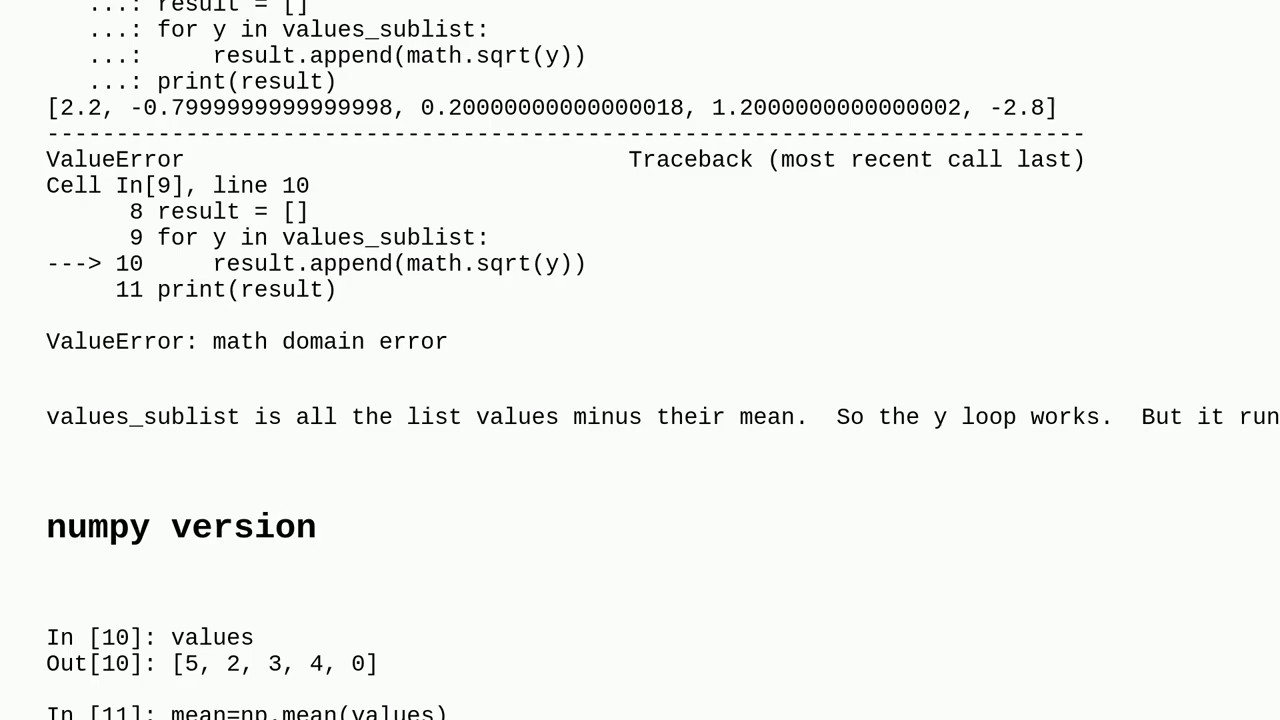 ...: result = []
...: for y in values_sublist:
...:     result.append(math.sqrt(y))
...: print(result)
[2.2, -0.7999999999999998, 0.20000000000000018, 1.2000000000000002, -2.8]
---------------------------------------------------------------------------
ValueError                                Traceback (most recent call last)
Cell In[9], line 10
      8 result = []
      9 for y in values_sublist:
---> 10     result.append(math.sqrt(y))
     11 print(result)
ValueError: math domain error
values_sublist is all the list values minus their mean.  So the y loop works.  But it run
numpy version
In [10]: values
Out[10]: [5, 2, 3, 4, 0]
In [11]: mean=np.mean(values)